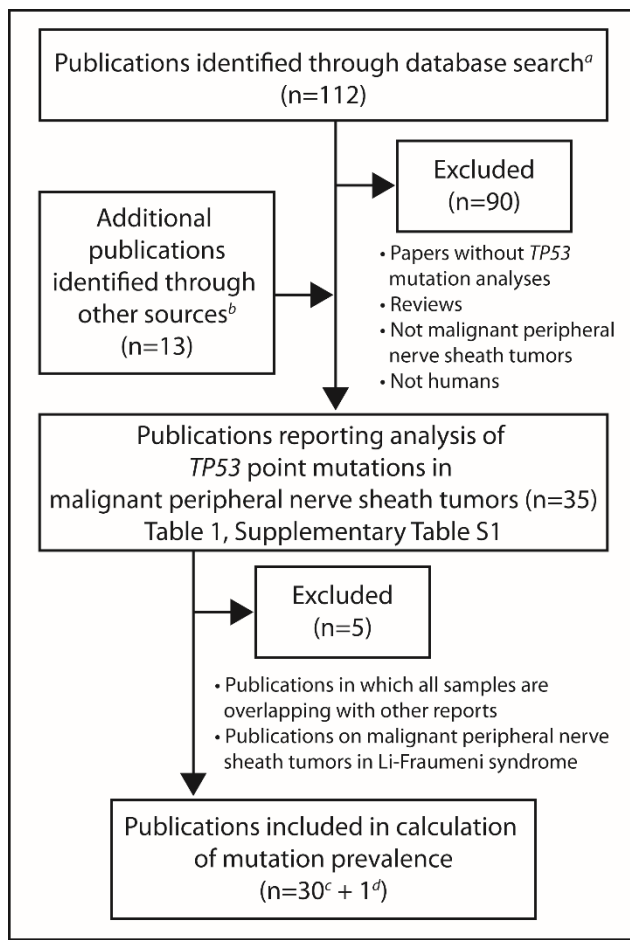 Publications identified through database searchᵃ
(n=112)
Excluded
(n=90)
Additional
publications
identified through
other sourcesᵇ
(n=13)
• Papers without TP53
mutation analyses
• Reviews
• Not malignant peripheral
nerve sheath tumors
• Not humans
Publications reporting analysis of
TP53 point mutations in
malignant peripheral nerve sheath tumors (n=35)
Table 1, Supplementary Table S1
Excluded
(n=5)
• Publications in which all samples are
overlapping with other reports
• Publications on malignant peripheral nerve
sheath tumors in Li-Fraumeni syndrome
Publications included in calculation
of mutation prevalence
(n=30ᶜ + 1ᵈ)